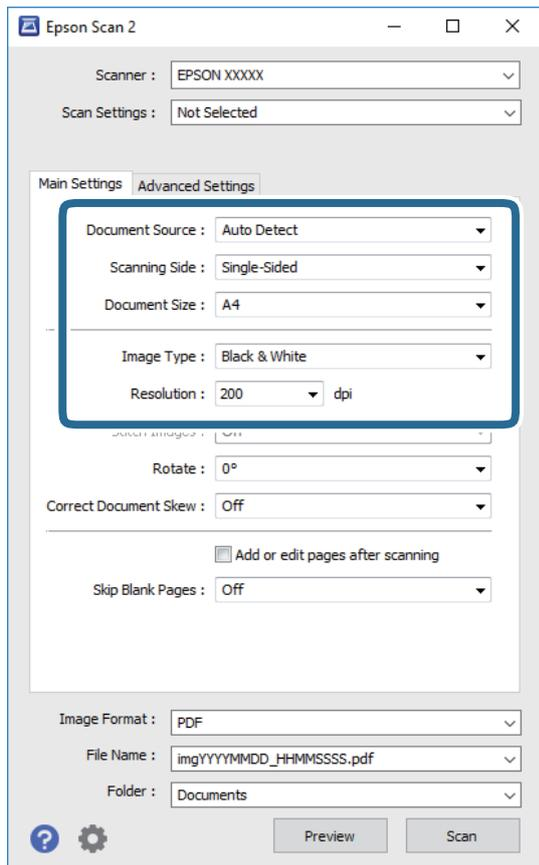 Epson Scan 2
Scanner : EPSON XXXXX
Scan Settings : Not Selected
Main Settings Advanced Settings
Document Source : Auto Detect
Scanning Side : Single-Sided
Document Size : A4
Image Type : Black & White
Resolution : 200 dpi
Rotate : 0°
Correct Document Skew : Off
Add or edit pages after scanning
Skip Blank Pages : Off
Image Format : PDF
File Name : imgYYYYMMDD_HHMMSSSS.pdf
Folder : Documents
? Preview Scan